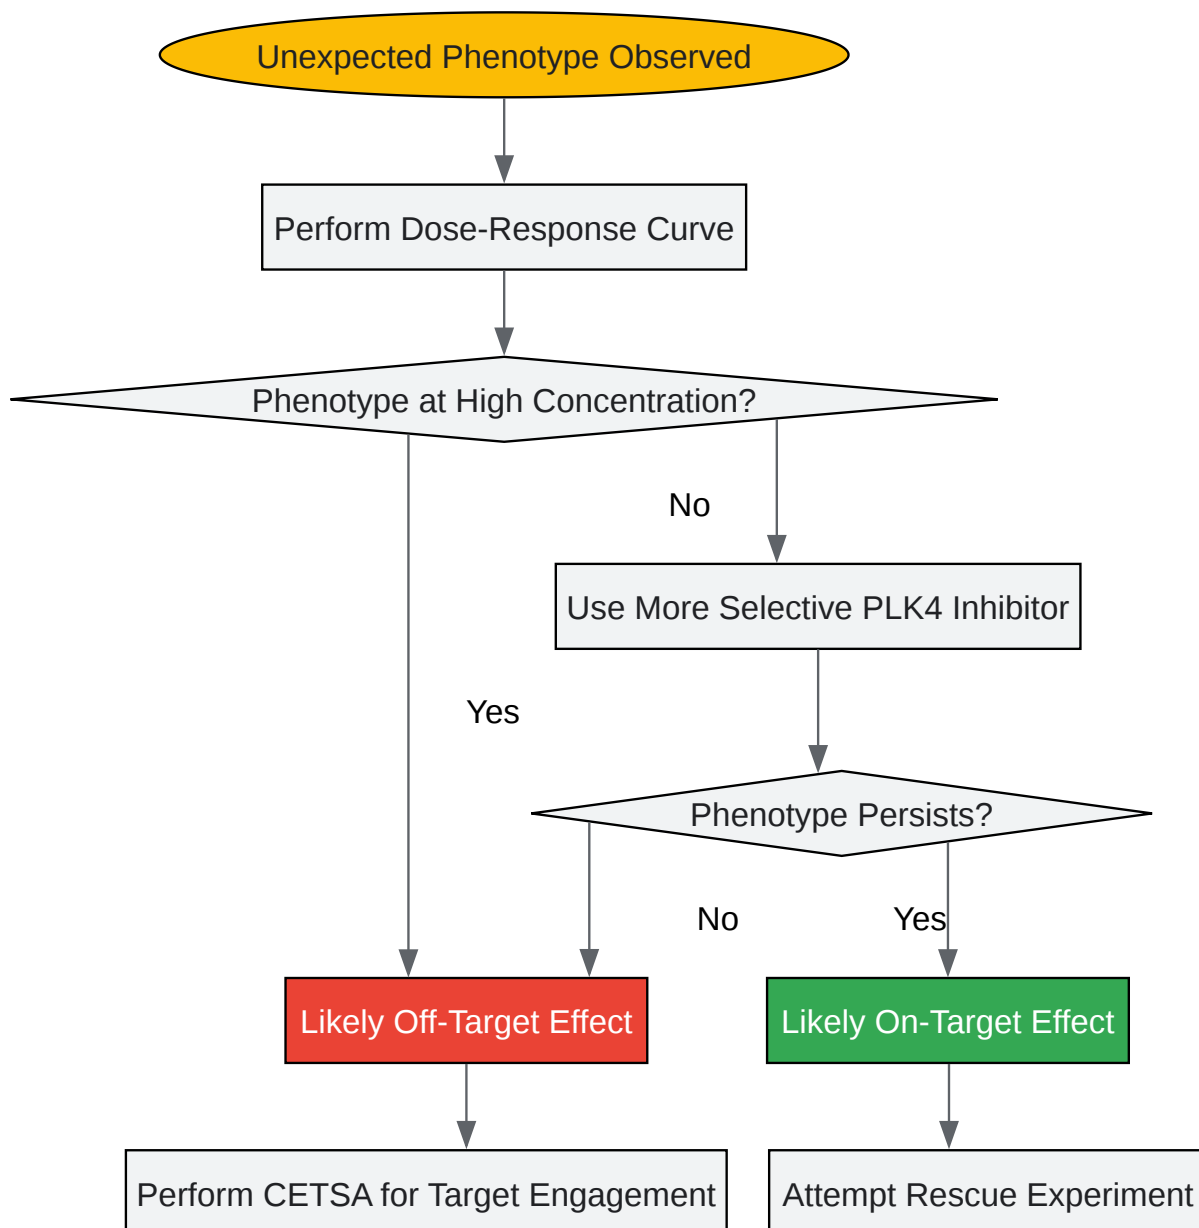 Unexpected Phenotype Observed
Perform Dose-Response Curve
Phenotype at High Concentration?
No
Use More Selective PLK4 Inhibitor
Yes
Phenotype Persists?
No
Yes
Likely Off-Target Effect
Likely On-Target Effect
Perform CETSA for Target Engagement
Attempt Rescue Experiment